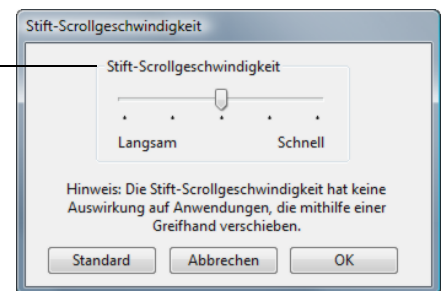 Stift-Scrollgeschwindigkeit
Stift-Scrollgeschwindigkeit
Langsam Schnell
Hinweis: Die Stift-Scrollgeschwindigkeit hat keine
Auswirkung auf Anwendungen, die mithilfe einer
Greifhand verschieben.
Standard Abbrechen OK